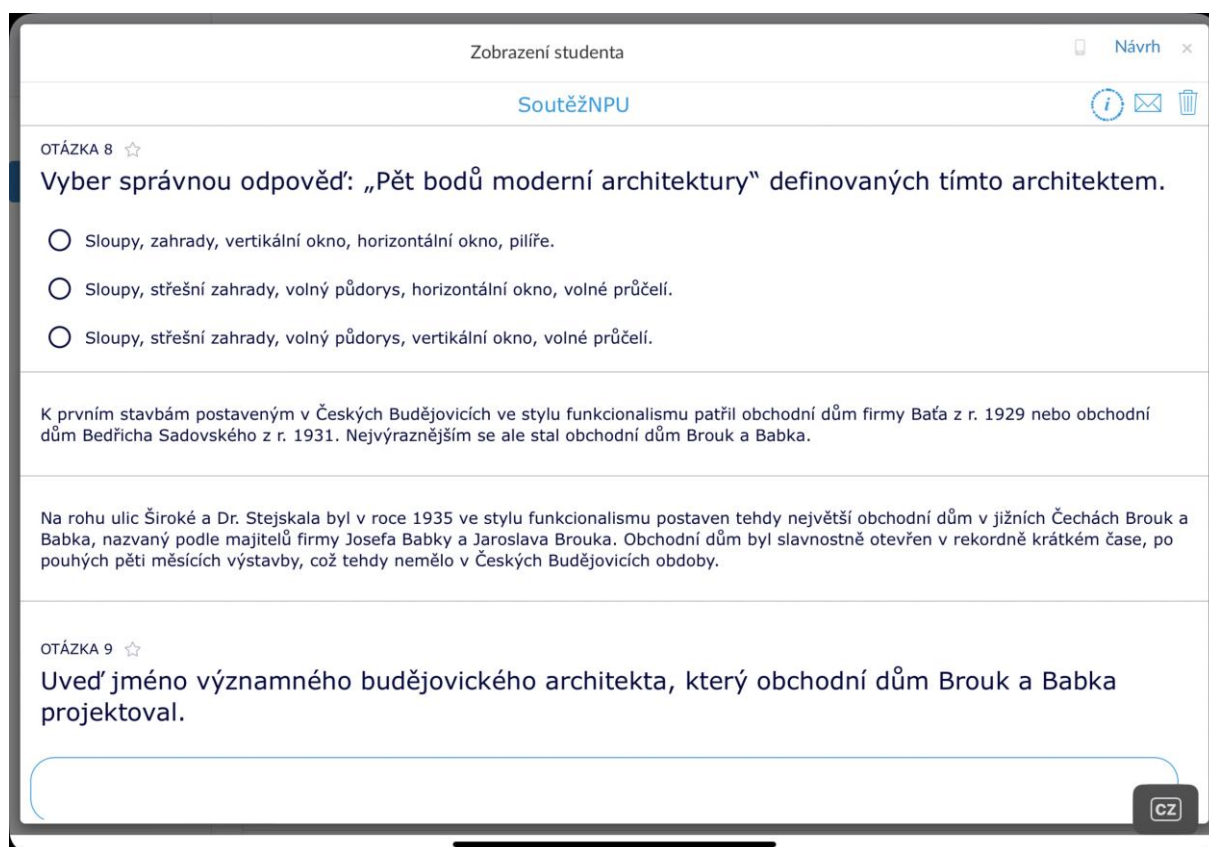 Zobrazení studenta
Návrh
SoutěžNPU
OTÁZKA 8
Vyber správnou odpověď: „Pět bodů moderní architektury“ definovaných tímto architektem.
Sloupy, zahrady, vertikální okno, horizontální okno, pilíře.
Sloupy, střešní zahrady, volný půdorys, horizontální okno, volné průčelí.
Sloupy, střešní zahrady, volný půdorys, vertikální okno, volné průčelí.
K prvním stavbám postaveným v Českých Budějovicích ve stylu funkcionalismu patřil obchodní dům firmy Baťa z r. 1929 nebo obchodní
dům Bedřicha Sadovského z r. 1931. Nejvýraznějším se ale stal obchodní dům Brouk a Babka.
Na rohu ulic Široké a Dr. Stejskala byl v roce 1935 ve stylu funkcionalismu postaven tehdy největší obchodní dům v jižních Čechách Brouk a
Babka, nazvaný podle majitelů firmy Josefa Babky a Jaroslava Brouka. Obchodní dům byl slavnostně otevřen v rekordně krátkém čase, po
pouhých pěti měsících výstavby, což tehdy nemělo v Českých Budějovicích obdoby.
OTÁZKA 9
Uveď jméno významného budějovického architekta, který obchodní dům Brouk a Babka
projektoval.
CZ